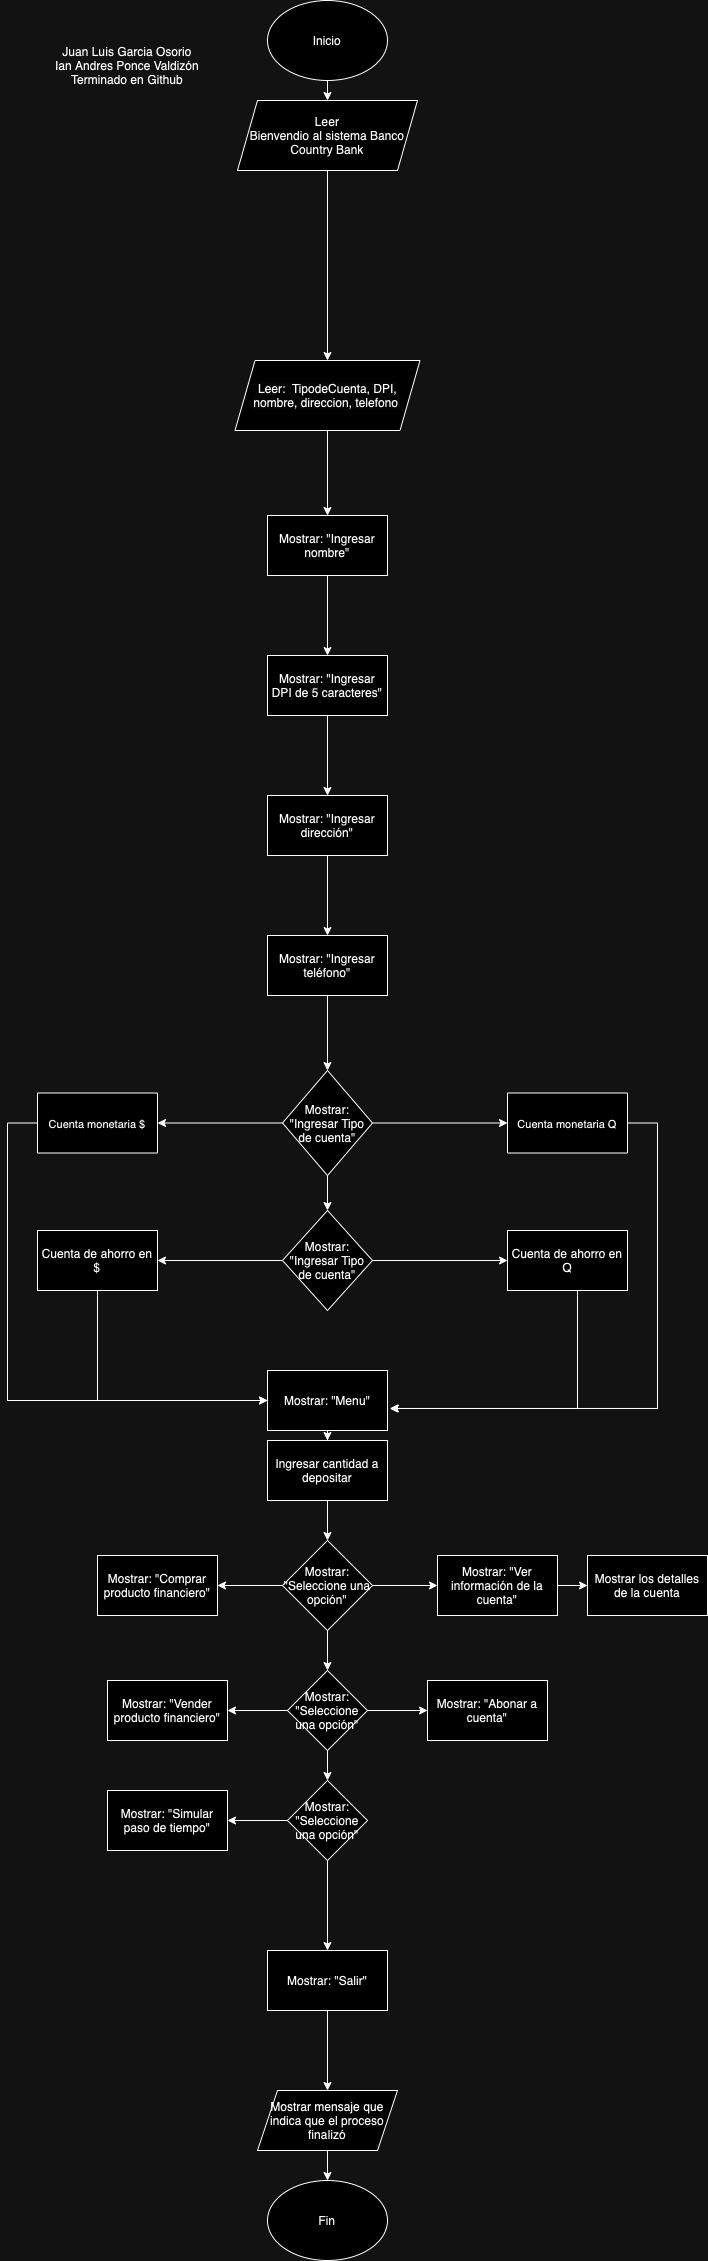 Inicio
Juan Luis Garcia Osorio
Ian Andres Ponce Valdizón
Terminado en Github
Leer
Bienvendio al sistema Banco
Country Bank
Leer:  TipodeCuenta, DPI,
nombre, direccion, telefono
Mostrar: "Ingresar
nombre"
Mostrar: "Ingresar
DPI de 5 caracteres"
Mostrar: "Ingresar
dirección"
Mostrar: "Ingresar
teléfono"
Cuenta monetaria $
Mostrar:
"Ingresar Tipo
de cuenta"
Cuenta monetaria Q
Cuenta de ahorro en
$
Mostrar:
"Ingresar Tipo
de cuenta"
Cuenta de ahorro en
Q
Mostrar: "Menu"
Ingresar cantidad a
depositar
Mostrar: "Comprar
producto financiero"
Mostrar:
"Seleccione una
opción"
Mostrar: "Ver
información de la
cuenta"
Mostrar los detalles
de la cuenta
Mostrar: "Vender
producto financiero"
Mostrar:
"Seleccione
una opción"
Mostrar: "Abonar a
cuenta"
Mostrar: "Simular
paso de tiempo"
Mostrar:
"Seleccione
una opción"
Mostrar: "Salir"
Mostrar mensaje que
indica que el proceso
finalizó
Fin